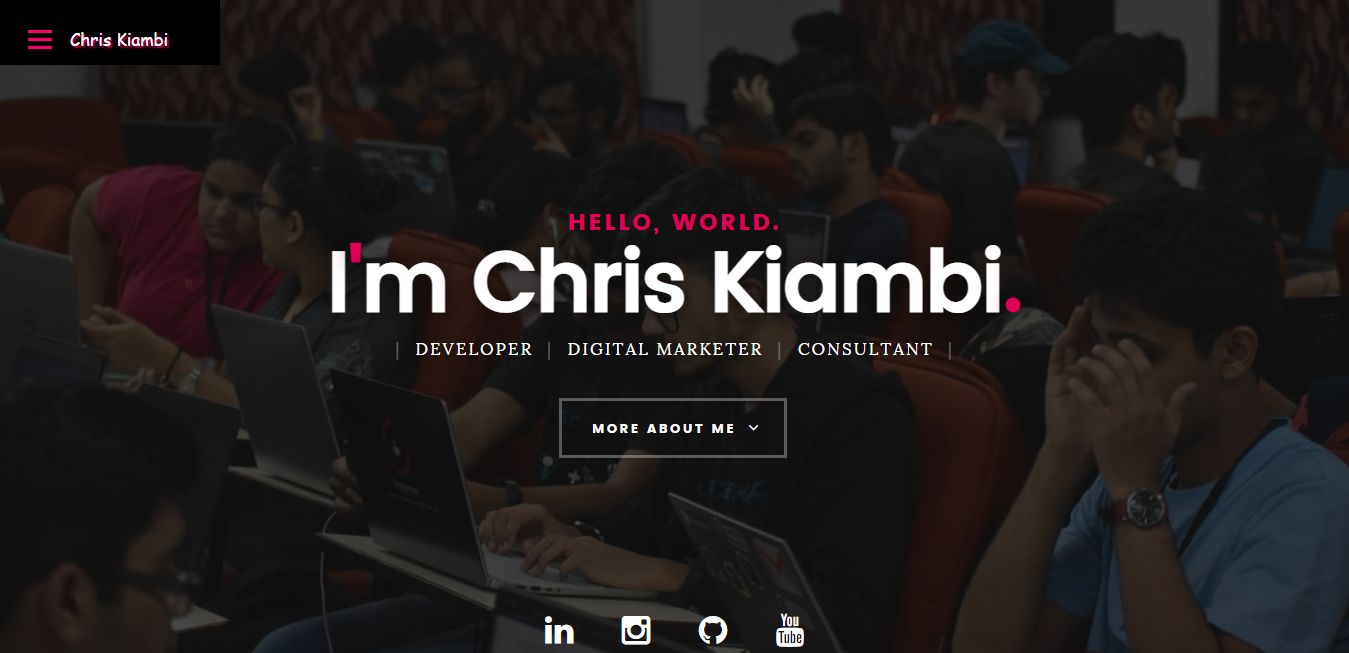 Chris Kiambi
HELLO, WORLD.
I'm Chris Kiambi.
| DEVELOPER | DIGITAL MARKETER | CONSULTANT |
MORE ABOUT ME
in
You
Tube